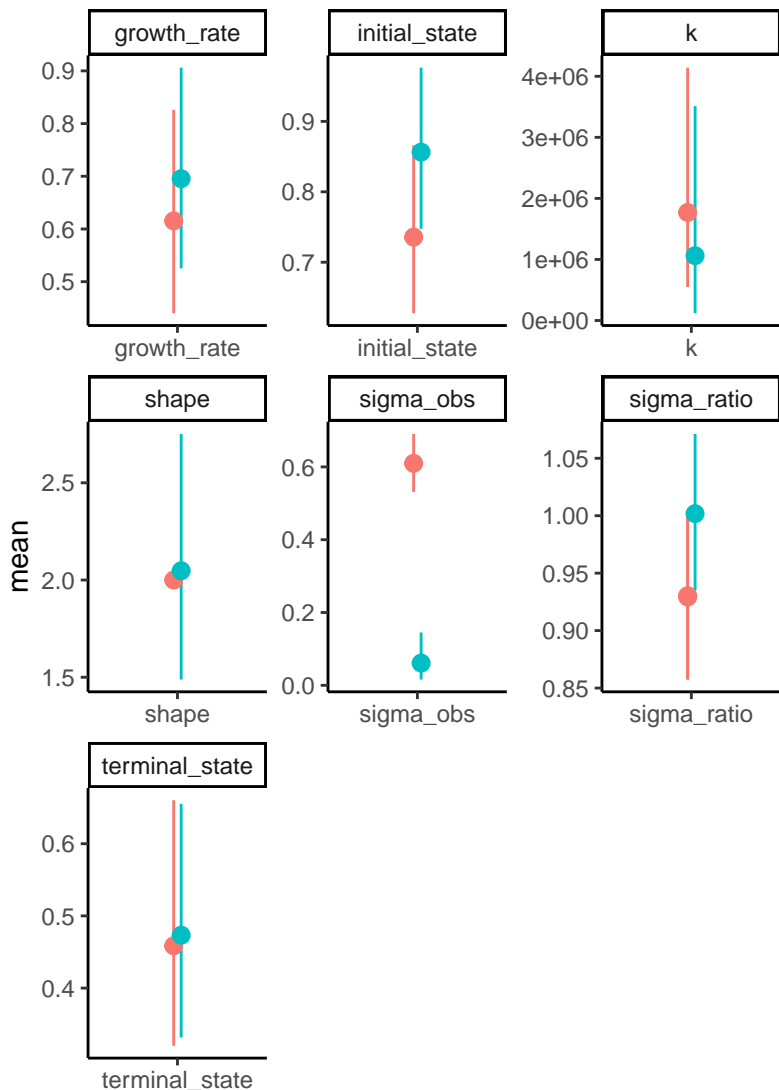 growth_rate
initial_state
k
0.9
0.8
0.7
0.6
0.5
0.9
0.8
0.7
4e+06
3e+06
2e+06
1e+06
0e+00
growth_rate
initial_state
k
mean
shape
sigma_obs
sigma_ratio
2.5
2.0
1.5
0.6
0.4
0.2
0.0
1.05
1.00
0.95
0.90
0.85
shape
sigma_obs
sigma_ratio
terminal_state
0.6
0.5
0.4
terminal_state